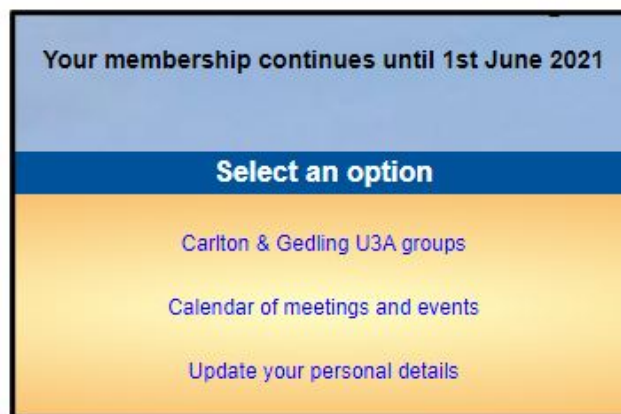 Your membership continues until 1st June 2021
Select an option
Carlton & Gedling U3A groups
Calendar of meetings and events
Update your personal details